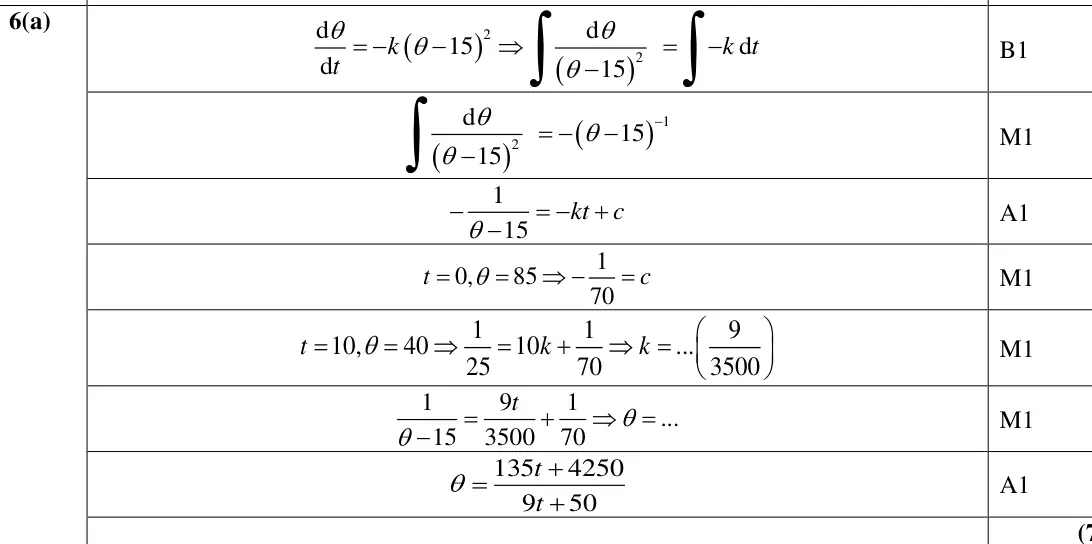 6(a)
dθ/dt = −k(θ−15)² ⇒ ∫ dθ/(θ−15)² = ∫ −k dt B1
∫ dθ/(θ−15)² = −(θ−15)⁻¹ M1
−1/(θ−15) = −kt + c A1
t = 0, θ = 85 ⇒ −1/70 = c M1
t = 10, θ = 40 ⇒ 1/25 = 10k + 1/70 ⇒ k = ...(9/3500) M1
1/(θ−15) = 9t/3500 + 1/70 ⇒ θ = ... M1
θ = (135t + 4250)/(9t + 50) A1
(7